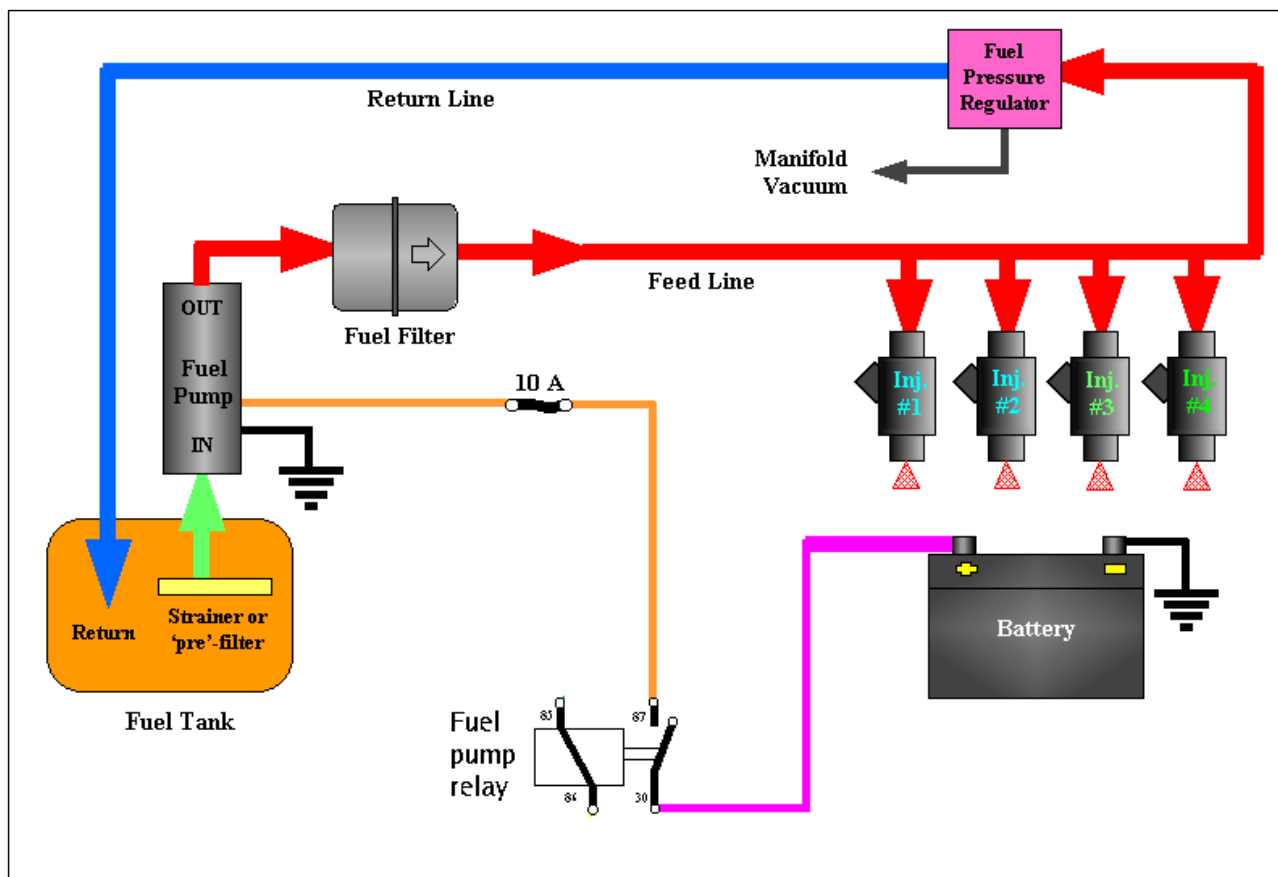 Fuel
Pressure
Regulator
Return Line
Manifold
Vacuum
Feed Line
Fuel Filter
OUT
Fuel
Pump
IN
10 A
Inj.
#1
Inj.
#2
Inj.
#3
Inj.
#4
Return
Strainer or
‘pre’-filter
Fuel Tank
Battery
Fuel
pump
relay
85
86
87
30